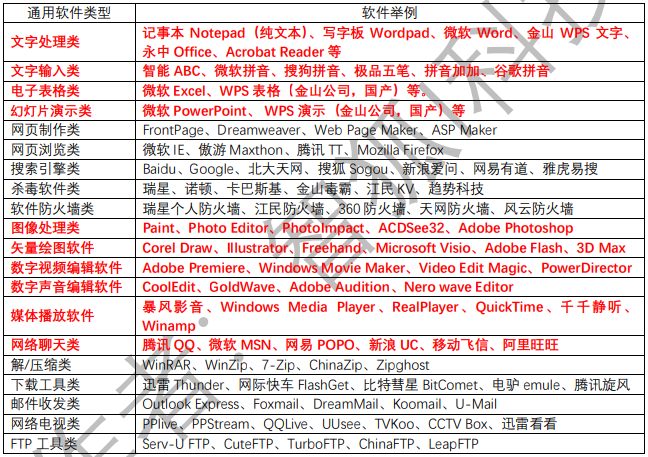 通用软件类型 软件举例
文字处理类 记事本 Notepad（纯文本）、写字板 Wordpad、微软 Word、金山 WPS 文字、
永中 Office、Acrobat Reader 等
文字输入类 智能 ABC、微软拼音、搜狗拼音、极品五笔、拼音加加、谷歌拼音
电子表格类 微软 Excel、WPS 表格（金山公司，国产）等。
幻灯片演示类 微软 PowerPoint、 WPS 演示（金山公司，国产）等
网页制作类 FrontPage、Dreamweaver、Web Page Maker、ASP Maker
网页浏览类 微软 IE、傲游 Maxthon、腾讯 TT、Mozilla Firefox
搜索引擎类 Baidu、Google、北大天网、搜狐 Sogou、新浪爱问、网易有道、雅虎易搜
杀毒软件类 瑞星、诺顿、卡巴斯基、金山毒霸、江民 KV、趋势科技
软件防火墙类 瑞星个人防火墙、江民防火墙、360 防火墙、天网防火墙、风云防火墙
图像处理类 Paint、Photo Editor、PhotoImpact、ACDSee32、Adobe Photoshop
矢量绘图软件 Corel Draw、Illustrator、Freehand、Microsoft Visio、Adobe Flash、3D Max
数字视频编辑软件 Adobe Premiere、Windows Movie Maker、Video Edit Magic、PowerDirector
数字声音编辑软件 CoolEdit、GoldWave、Adobe Audition、Nero wave Editor
媒体播放软件 暴风影音、Windows Media Player、RealPlayer、QuickTime、千千静听、
Winamp
网络聊天类 腾讯 QQ、微软 MSN、网易 POPO、新浪 UC、移动飞信、阿里旺旺
解/压缩类 WinRAR、WinZip、7-Zip、ChinaZip、Zipghost
下载工具类 迅雷 Thunder、网际快车 FlashGet、比特彗星 BitComet、电驴 emule、腾讯旋风
邮件收发类 Outlook Express、Foxmail、DreamMail、Koomail、U-Mail
网络电视类 PPlive、PPStream、QQLive、UUsee、TVKoo、CCTV Box、迅雷看看
FTP 工具类 Serv-U FTP、CuteFTP、TurboFTP、ChinaFTP、LeapFTP